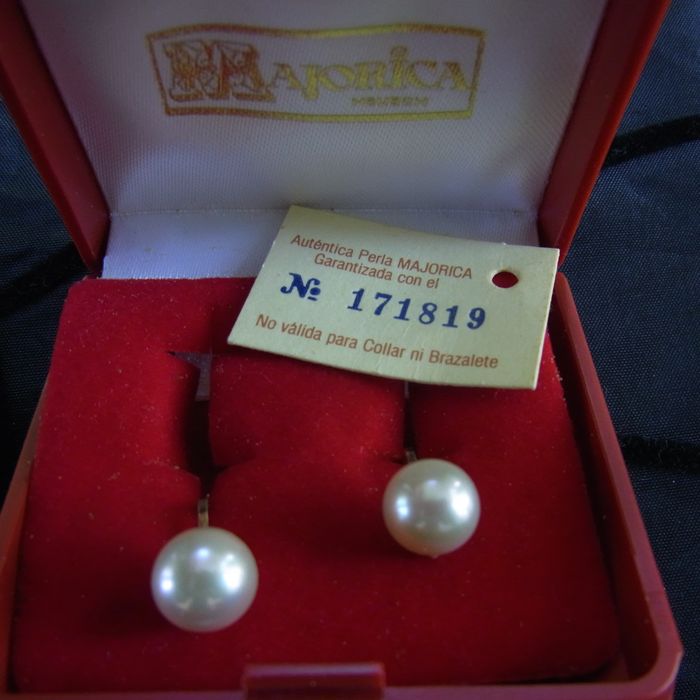 MAJORICA
Auténtica Perla MAJORICA
Garantizada con el
№ 171819
No válida para Collar ni Brazalete